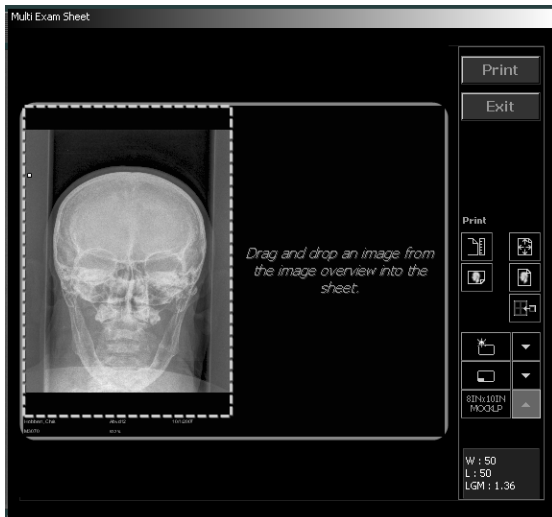 Multi Exam Sheet
Print
Exit
Drag and drop an image from
the image overview into the
sheet.
Print
8INx10IN
MOCKLP
W : 50
L : 50
LGM : 1.36